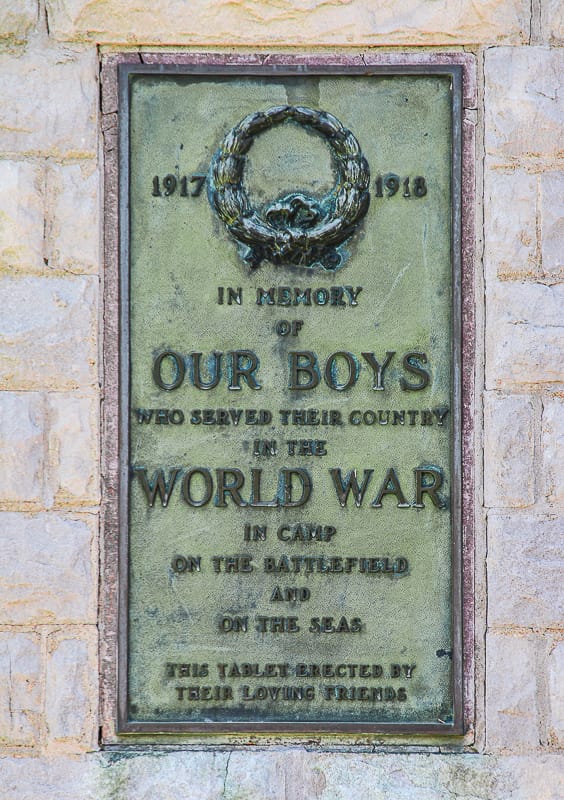 1917 1918
IN MEMORY
OF
OUR BOYS
WHO SERVED THEIR COUNTRY
IN THE
WORLD WAR
IN CAMP
ON THE BATTLEFIELD
AND
ON THE SEAS
THIS TABLET ERECTED BY
THEIR LOVING FRIENDS